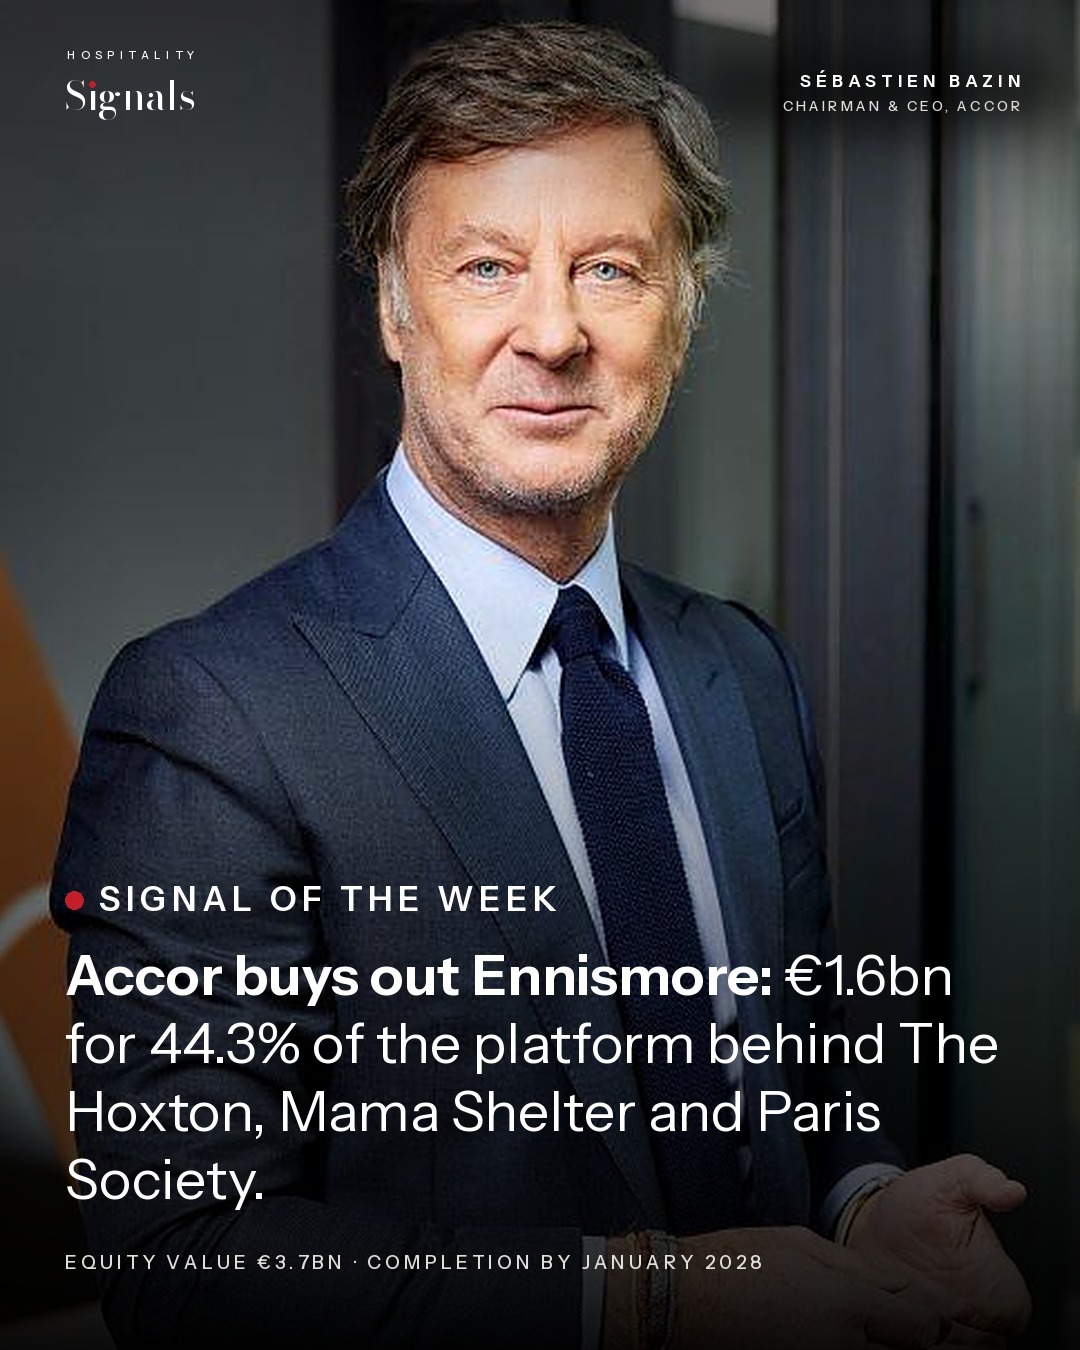 HOSPITALITY
Signals
SÉBASTIEN BAZIN
CHAIRMAN & CEO, ACCOR
SIGNAL OF THE WEEK
Accor buys out Ennismore: €1.6bn
for 44.3% of the platform behind The
Hoxton, Mama Shelter and Paris
Society.
EQUITY VALUE €3.7BN · COMPLETION BY JANUARY 2028